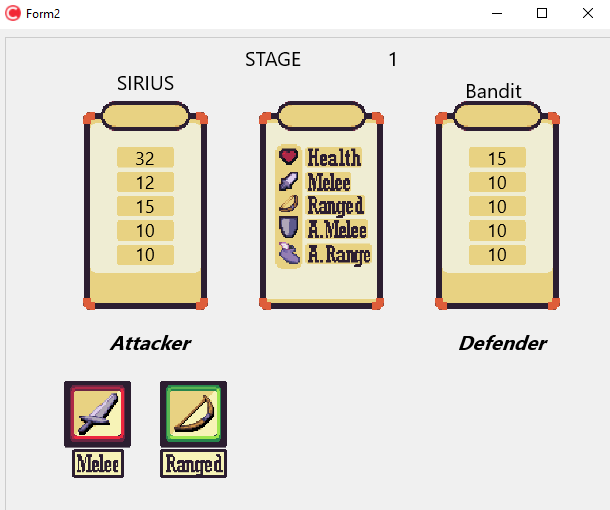 Form2
STAGE 1
SIRIUS
Bandit
32
12
15
10
10
Health
Melee
Ranged
A.Melee
A.Range
15
10
10
10
10
Attacker
Defender
Melee
Ranged